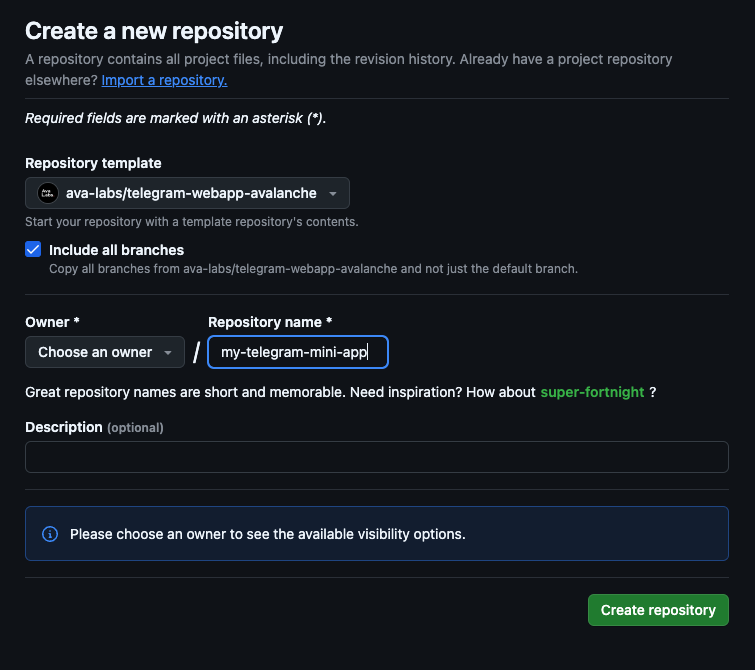 Create a new repository
A repository contains all project files, including the revision history. Already have a project repository
elsewhere? Import a repository.
Required fields are marked with an asterisk (*).
Repository template
Ava Labs ava-labs/telegram-webapp-avalanche
Start your repository with a template repository's contents.
Include all branches
Copy all branches from ava-labs/telegram-webapp-avalanche and not just the default branch.
Owner * Repository name *
Choose an owner / my-telegram-mini-app
Great repository names are short and memorable. Need inspiration? How about super-fortnight ?
Description (optional)
Please choose an owner to see the available visibility options.
Create repository